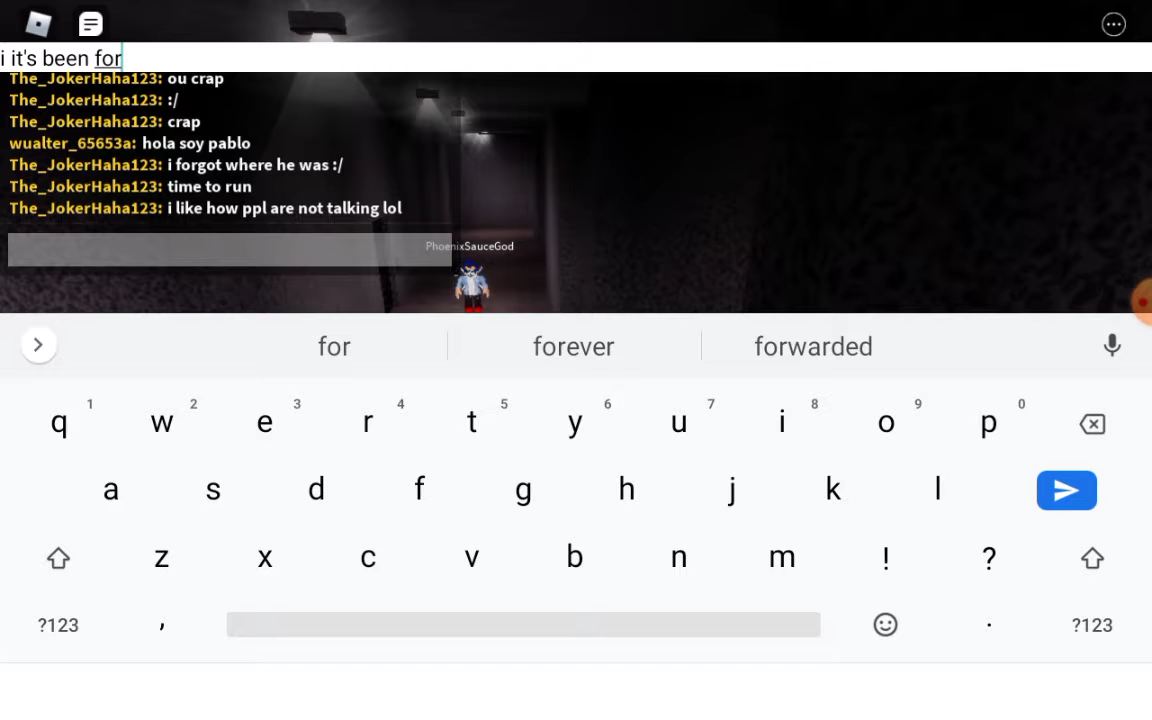 i it's been for
The_JokerHaha123: ou crap
The_JokerHaha123: :/
The_JokerHaha123: crap
wualter_65653a: hola soy pablo
The_JokerHaha123: i forgot where he was :/
The_JokerHaha123: time to run
The_JokerHaha123: i like how ppl are not talking lol
PhoenixSauceGod
for forever forwarded
1 2 3 4 5 6 7 8 9 0
q w e r t y u i o p
a s d f g h j k l
z x c v b n m ! ?
?123 , . ?123